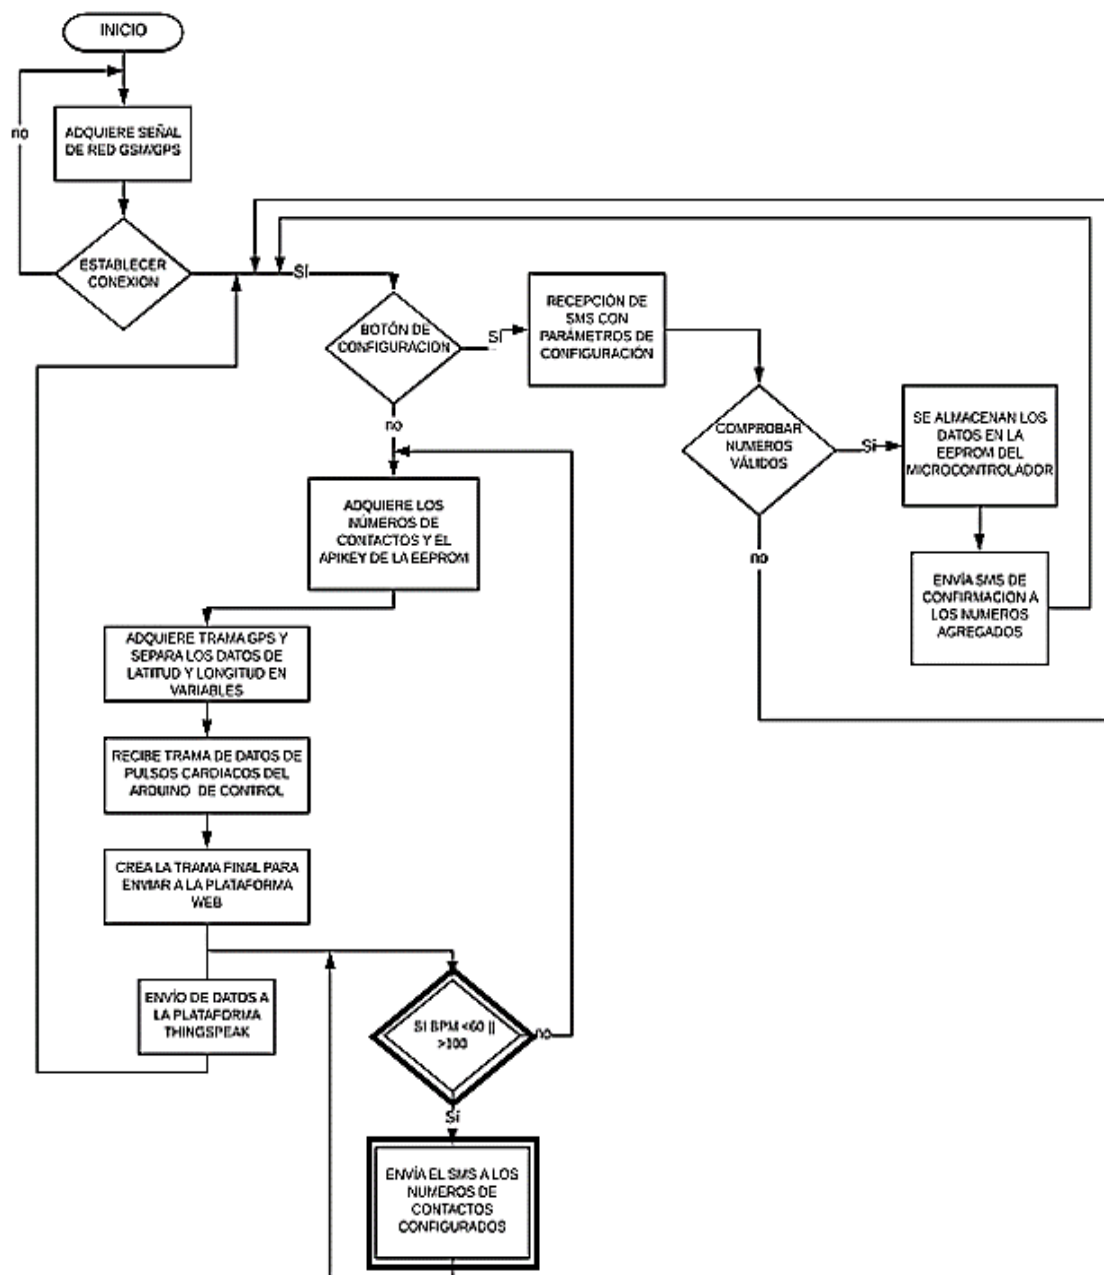 INICIO
ADQUIERE SEÑAL
DE RED GSM/GPS
no
ESTABLECER
CONEXION
SI
BOTÓN DE
CONFIGURACION
SI
no
RECEPCIÓN DE
SMS CON
PARÁMETROS DE
CONFIGURACIÓN
COMPROBAR
NUMEROS
VÁLIDOS
Si
no
SE ALMACENAN LOS
DATOS EN LA
EEPROM DEL
MICROCONTROLADOR
ENVÍA SMS DE
CONFIRMACION A
LOS NUMEROS
AGREGADOS
ADQUIERE LOS
NÚMEROS DE
CONTACTOS Y EL
APIKEY DE LA EEPROM
ADQUIERE TRAMA GPS Y
SEPARA LOS DATOS DE
LATITUD Y LONGITUD EN
VARIABLES
RECIBE TRAMA DE DATOS DE
PULSOS CARDIACOS DEL
ARDUINO DE CONTROL
CREA LA TRAMA FINAL PARA
ENVIAR A LA PLATAFORMA
WEB
ENVÍO DE DATOS A
LA PLATAFORMA
THINGSPEAK
SI BPM <60 ||
>100
no
Sí
ENVÍA EL SMS A LOS
NUMEROS DE
CONTACTOS
CONFIGURADOS